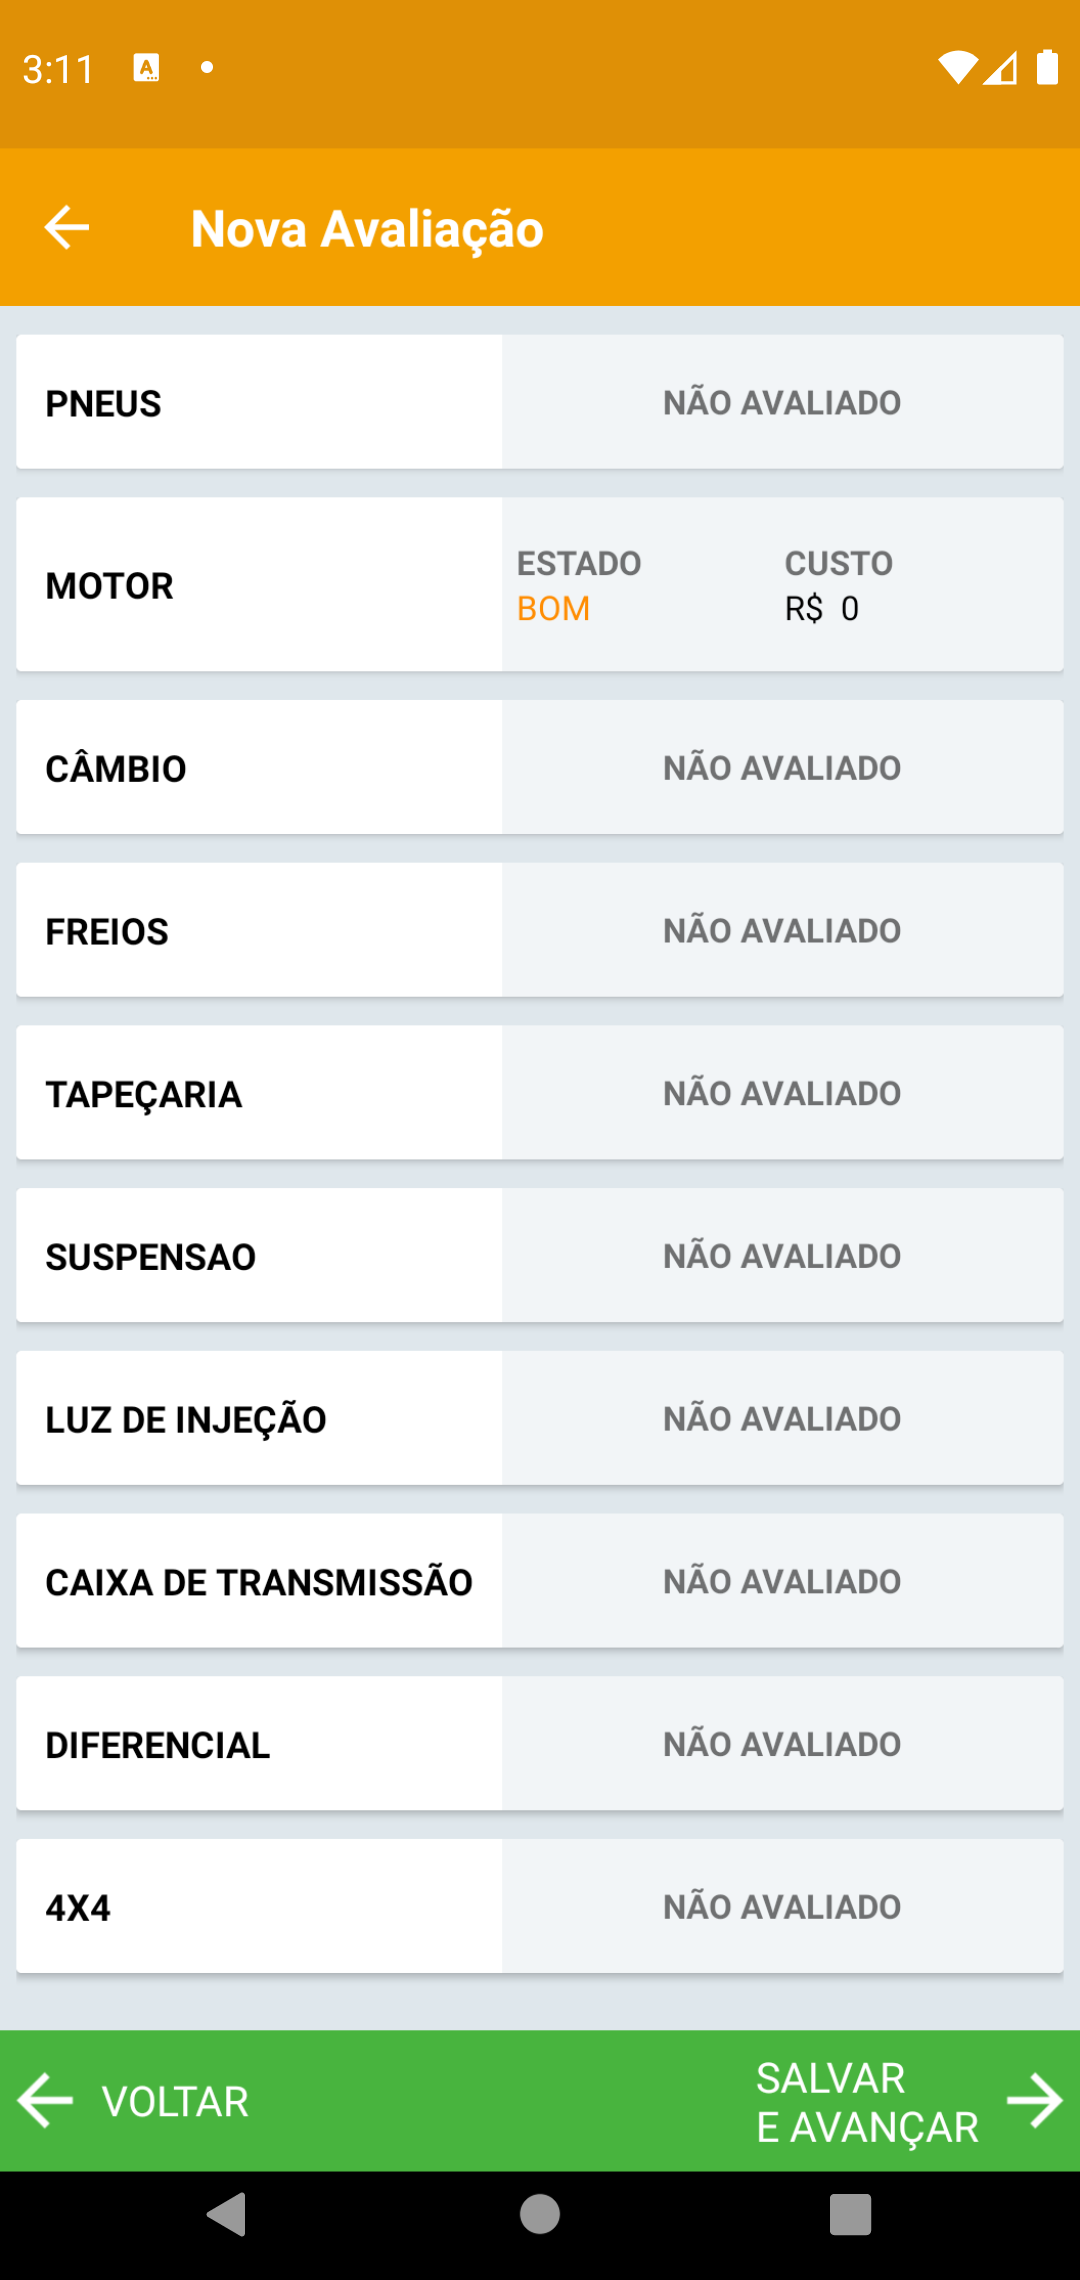 3:11
Nova Avaliação
PNEUS NÃO AVALIADO
MOTOR ESTADO CUSTO
BOM R$ 0
CÂMBIO NÃO AVALIADO
FREIOS NÃO AVALIADO
TAPEÇARIA NÃO AVALIADO
SUSPENSAO NÃO AVALIADO
LUZ DE INJEÇÃO NÃO AVALIADO
CAIXA DE TRANSMISSÃO NÃO AVALIADO
DIFERENCIAL NÃO AVALIADO
4X4 NÃO AVALIADO
VOLTAR
SALVAR
E AVANÇAR